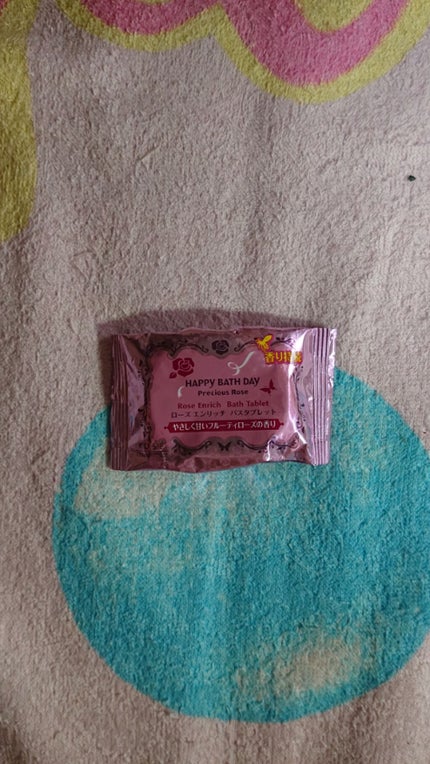 香り持続
HAPPY BATH DAY
Precious Rose
Rose Enrich Bath Tablet
ローズ エンリッチ バスタブレット
やさしく甘いフルーティローズの香り